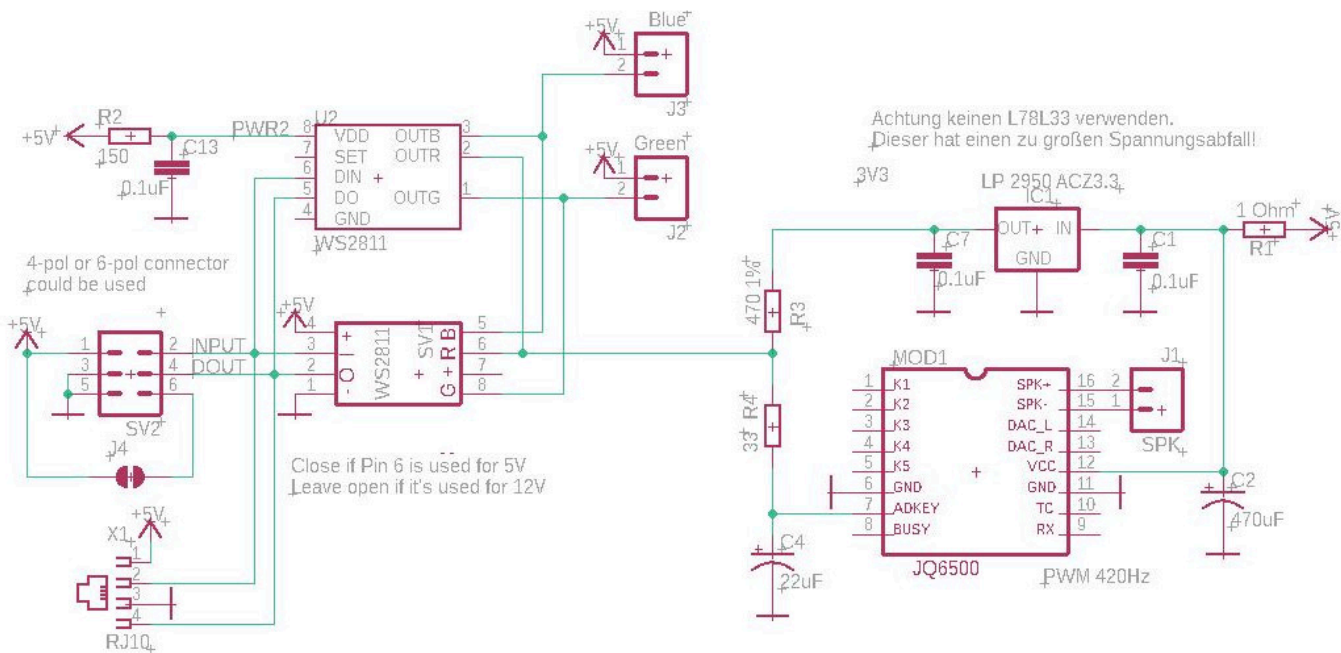 Blue
+5V
1
2
J3
R2
+5V
150
PWR2
C13
0.1uF
U2
8 VDD OUTB 3
7 SET OUTR 2
6 DIN
5 DO OUTG 1
4 GND
WS2811
Green
+5V
1
2
J2
Achtung keinen L78L33 verwenden.
Dieser hat einen zu großen Spannungsabfall!
3V3
LP 2950 ACZ3.3
IC1
OUT IN
GND
C7
0.1uF
C1
0.1uF
1 Ohm
R1
+5V
4-pol or 6-pol connector
could be used
+5V
1 2 INPUT
3 4 DOUT
5 6
SV2
J4
+5V
4 + B 5
3 I R 6
2 O + 7
1 - G 8
WS2811
SV1
470 1%
R3
33
R4
Close if Pin 6 is used for 5V
Leave open if it's used for 12V
MOD1
1 K1 SPK+ 16
2 K2 SPK- 15
3 K3 DAC_L 14
4 K4 DAC_R 13
5 K5 VCC 12
6 GND GND 11
7 ADKEY TC 10
8 BUSY RX 9
JQ6500
PWM 420Hz
J1
2
1
SPK
C2
470uF
C4
22uF
+5V
X1
1
2
3
4
RJ10